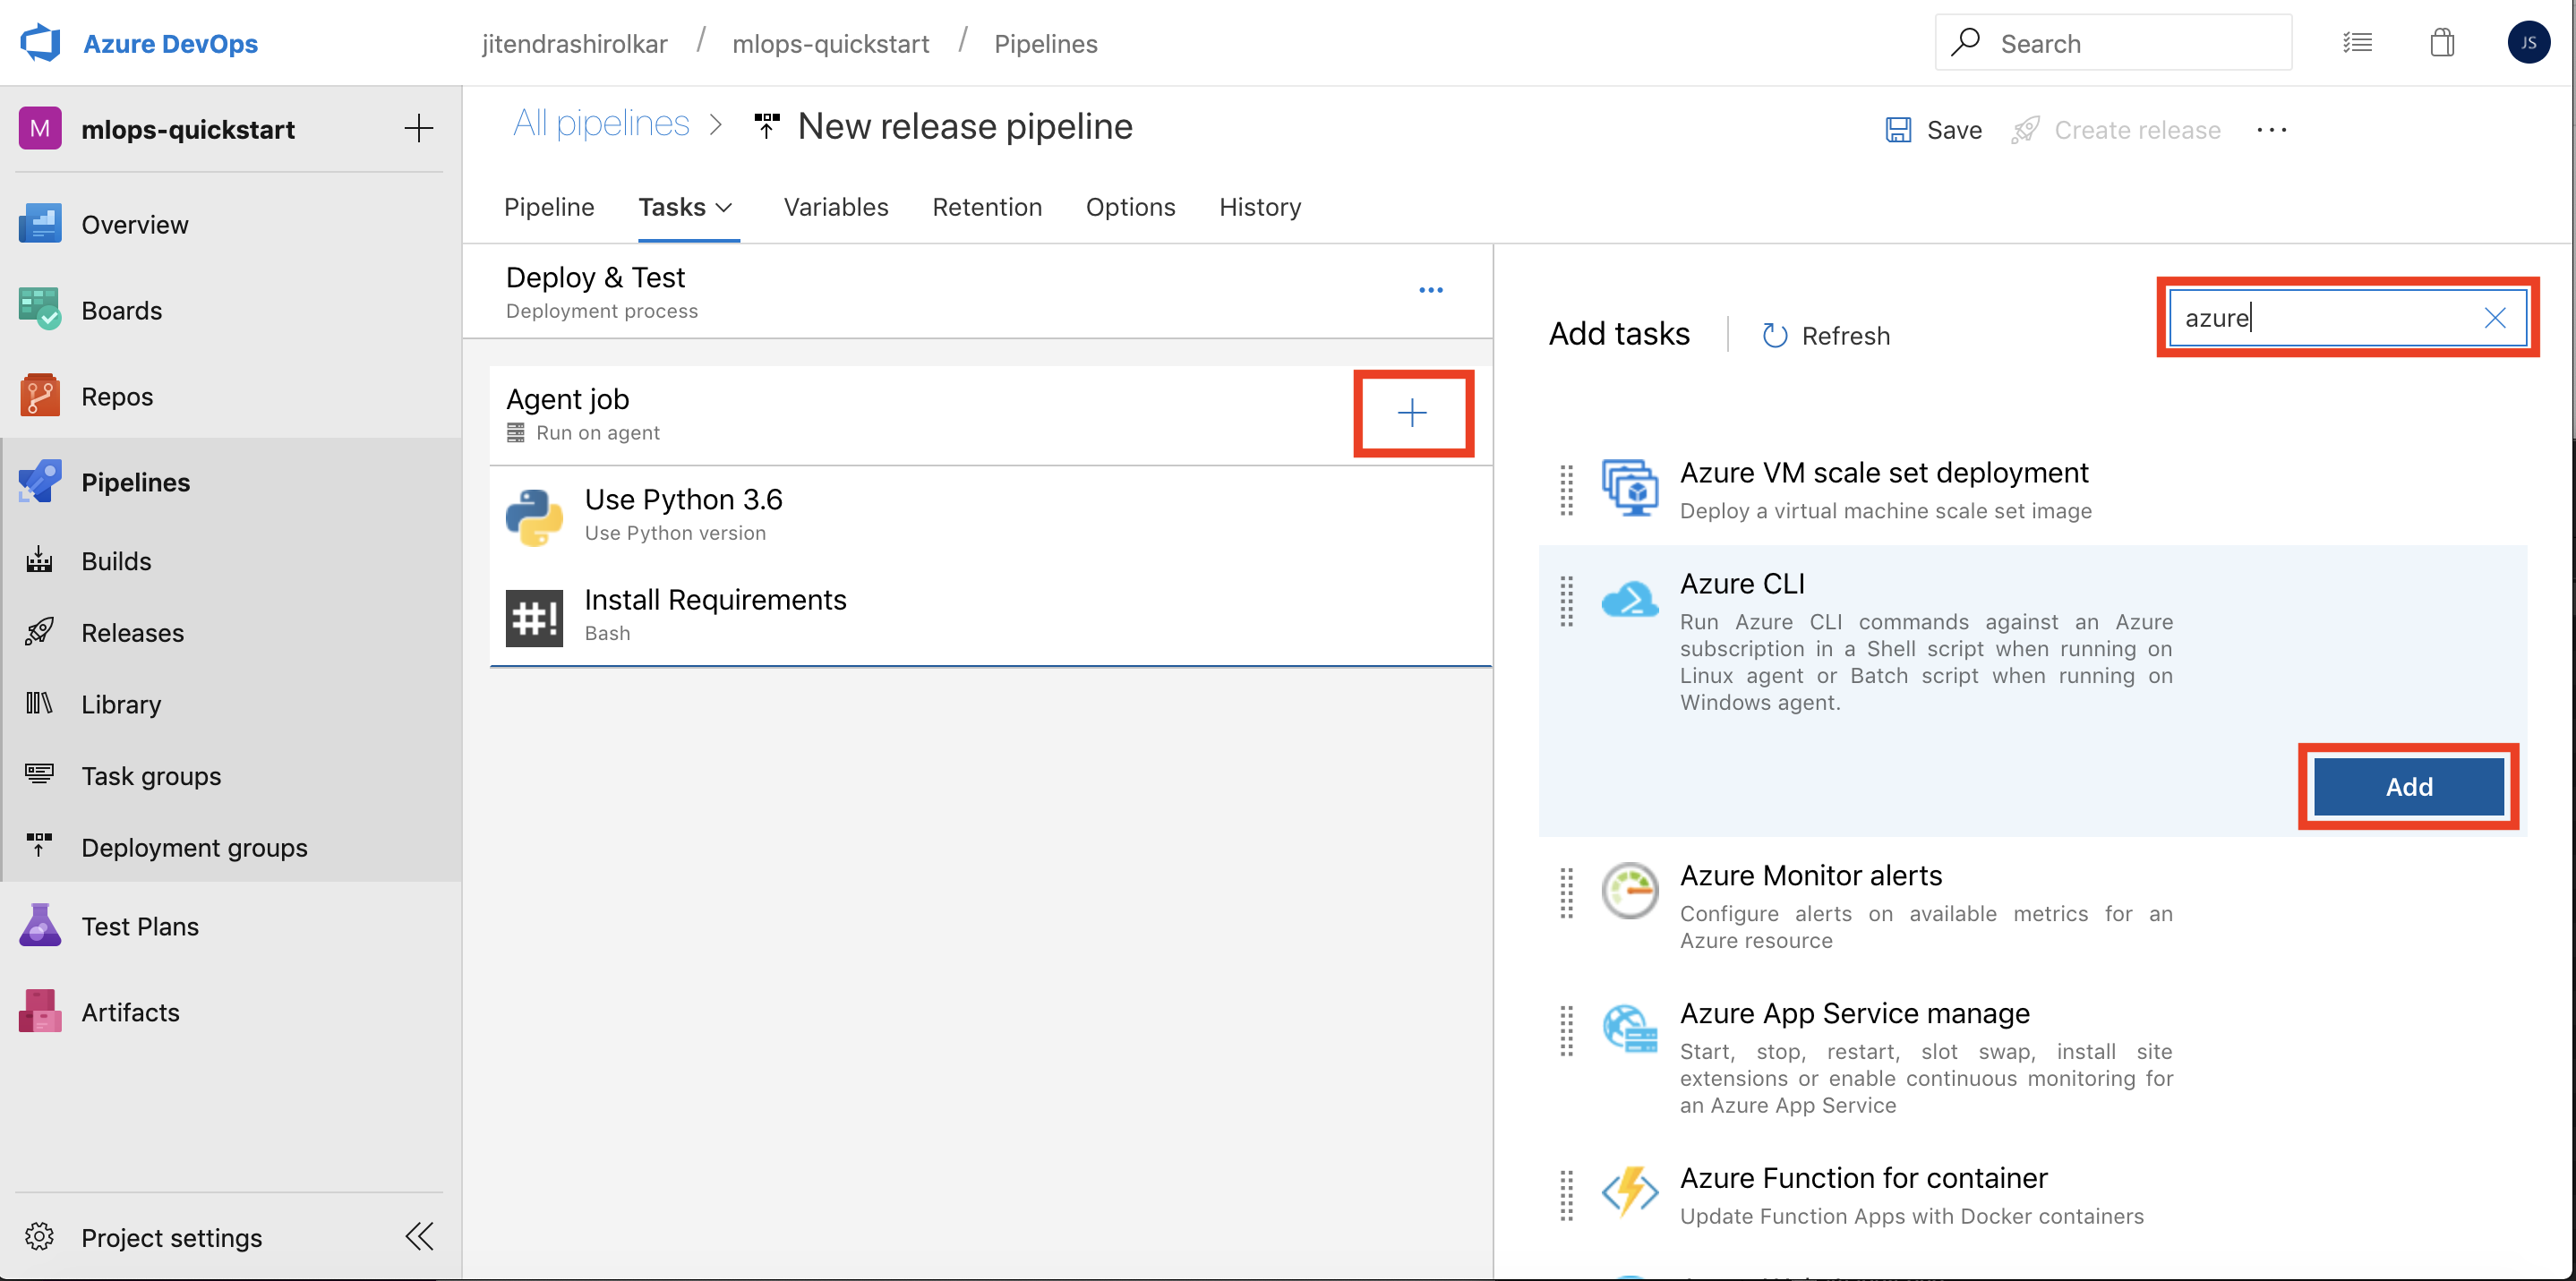 Azure DevOps
jitendrashirolkar / mlops-quickstart / Pipelines
Search
JS
M
mlops-quickstart
Overview
Boards
Repos
Pipelines
Builds
Releases
Library
Task groups
Deployment groups
Test Plans
Artifacts
Project settings
All pipelines > New release pipeline
Save
Create release
...
Pipeline
Tasks
Variables
Retention
Options
History
Deploy & Test
Deployment process
...
Agent job
Run on agent
+
Use Python 3.6
Use Python version
#!
Install Requirements
Bash
Add tasks
Refresh
azure
Azure VM scale set deployment
Deploy a virtual machine scale set image
Azure CLI
Run Azure CLI commands against an Azure
subscription in a Shell script when running on
Linux agent or Batch script when running on
Windows agent.
Add
Azure Monitor alerts
Configure alerts on available metrics for an
Azure resource
Azure App Service manage
Start, stop, restart, slot swap, install site
extensions or enable continuous monitoring for
an Azure App Service
Azure Function for container
Update Function Apps with Docker containers